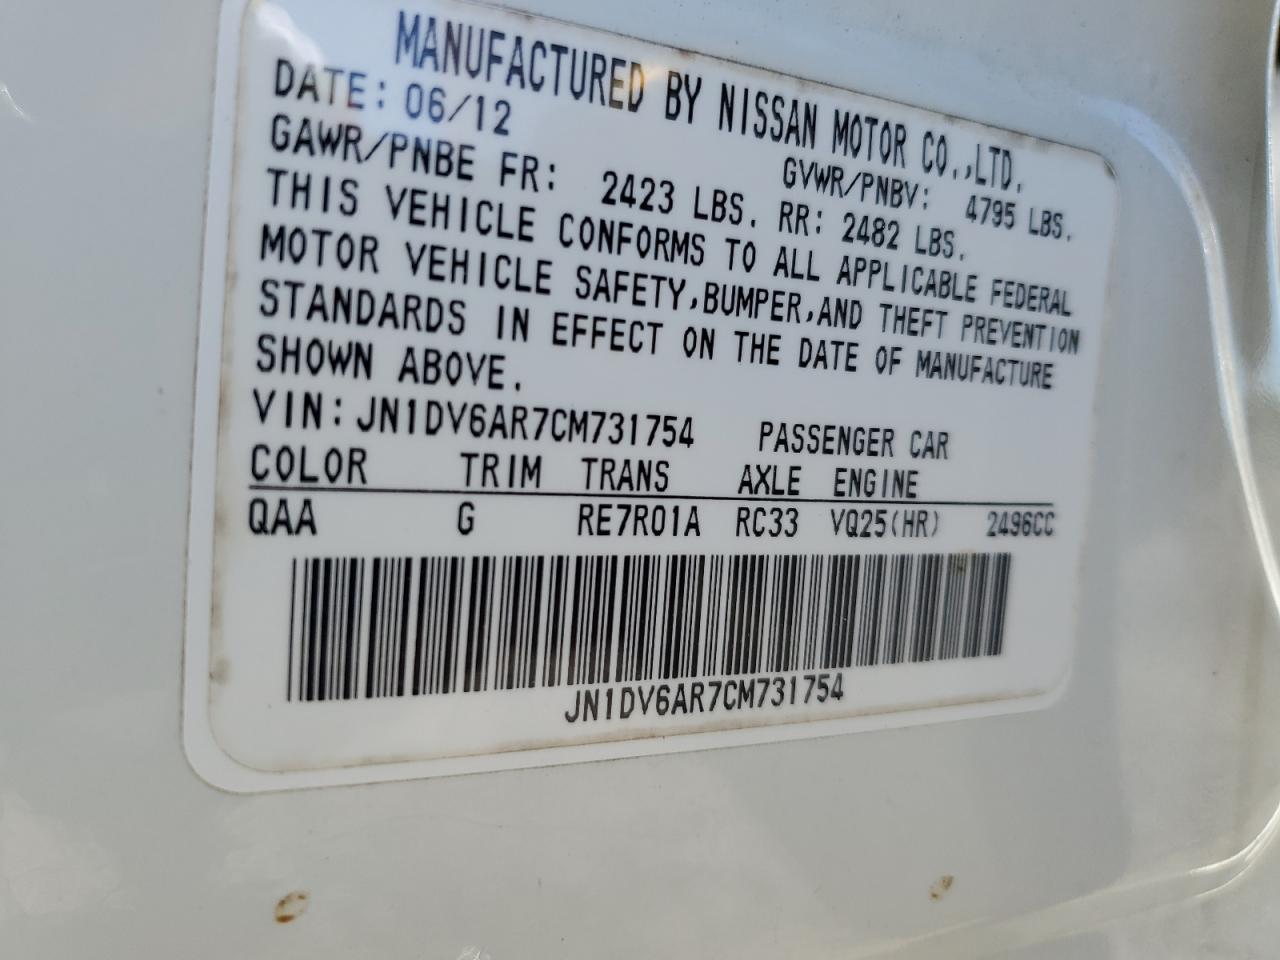 MANUFACTURED BY NISSAN MOTOR CO.,LTD.
DATE: 06/12 GVWR/PNBV: 4795 LBS.
GAWR/PNBE FR: 2423 LBS. RR: 2482 LBS.
THIS VEHICLE CONFORMS TO ALL APPLICABLE FEDERAL
MOTOR VEHICLE SAFETY,BUMPER,AND THEFT PREVENTION
STANDARDS IN EFFECT ON THE DATE OF MANUFACTURE
SHOWN ABOVE.
VIN: JN1DV6AR7CM731754 PASSENGER CAR
COLOR TRIM TRANS AXLE ENGINE
QAA G RE7R01A RC33 VQ25(HR) 2496CC
JN1DV6AR7CM731754